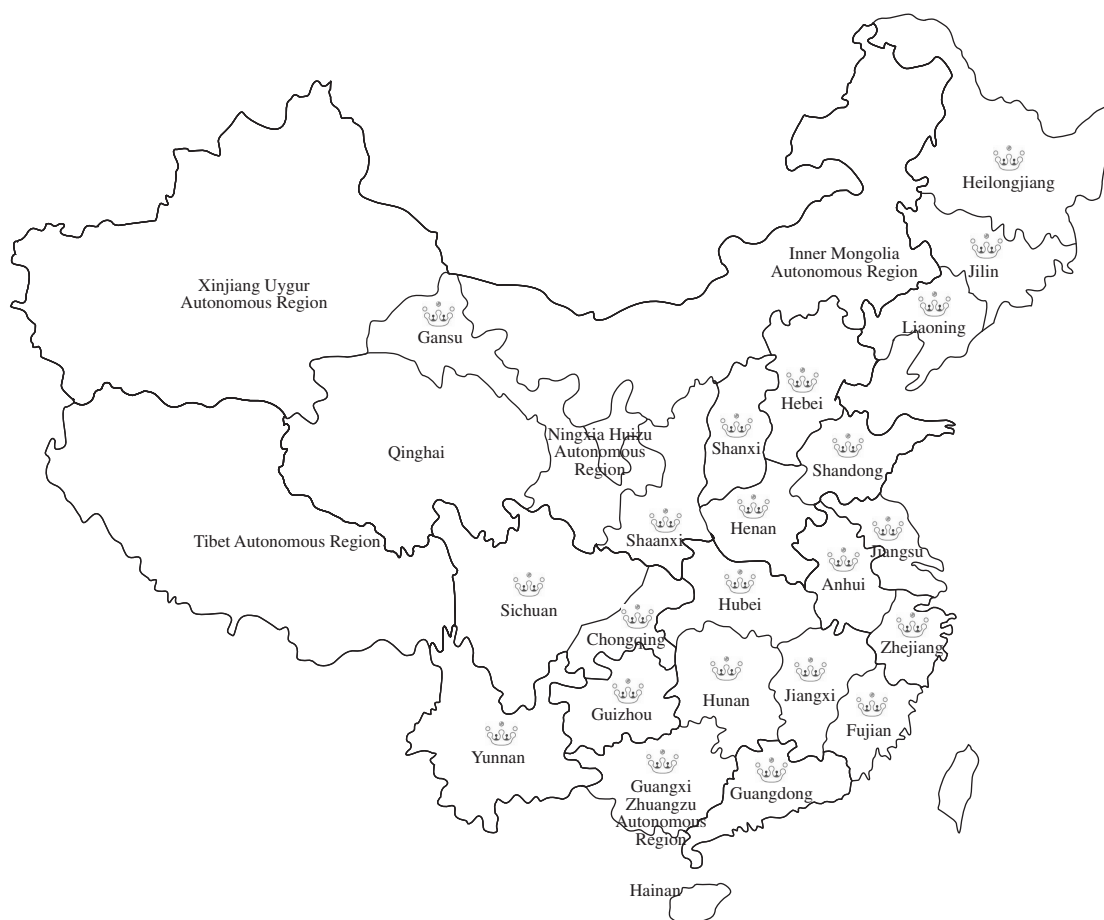 Heilongjiang
Jilin
Inner Mongolia
Autonomous Region
Xinjiang Uygur
Autonomous Region
Liaoning
Gansu
Hebei
Ningxia Huizu
Autonomous
Region
Shanxi
Qinghai
Shandong
Henan
Tibet Autonomous Region
Shaanxi
Jiangsu
Anhui
Sichuan
Hubei
Chongqing
Zhejiang
Hunan
Jiangxi
Guizhou
Fujian
Yunnan
Guangxi
Zhuangzu
Autonomous
Region
Guangdong
Hainan